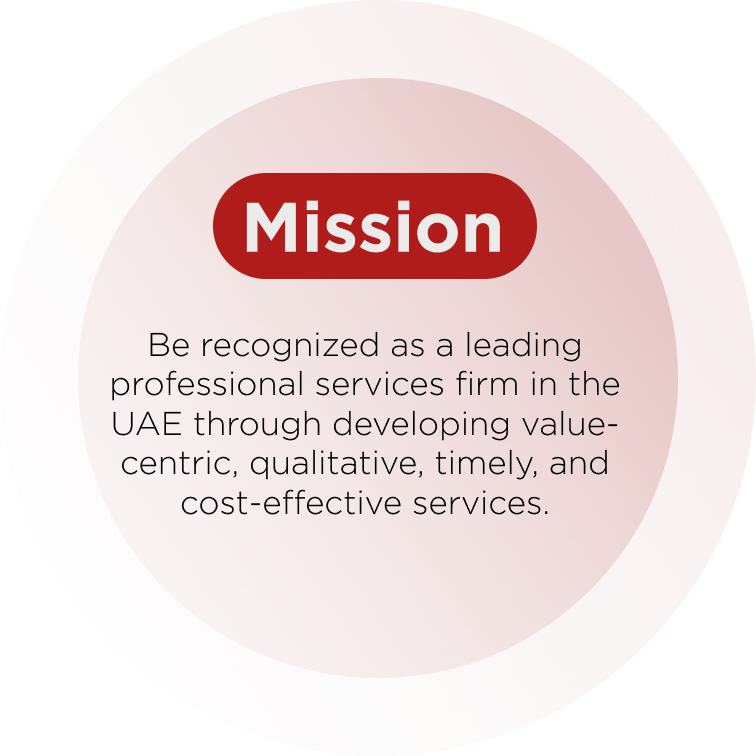 Mission
Be recognized as a leading
professional services firm in the
UAE through developing value-
centric, qualitative, timely, and
cost-effective services.